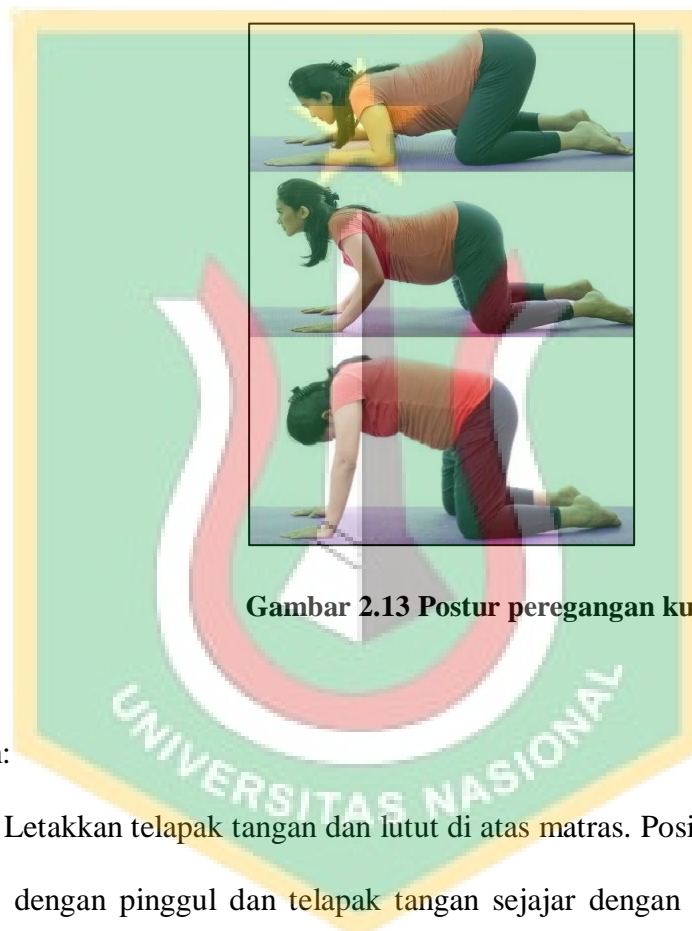 Gambar 2.13 Postur peregangan ku
UNIVERSITAS NASIONAL
:
Letakkan telapak tangan dan lutut di atas matras. Posi
dengan pinggul dan telapak tangan sejajar dengan